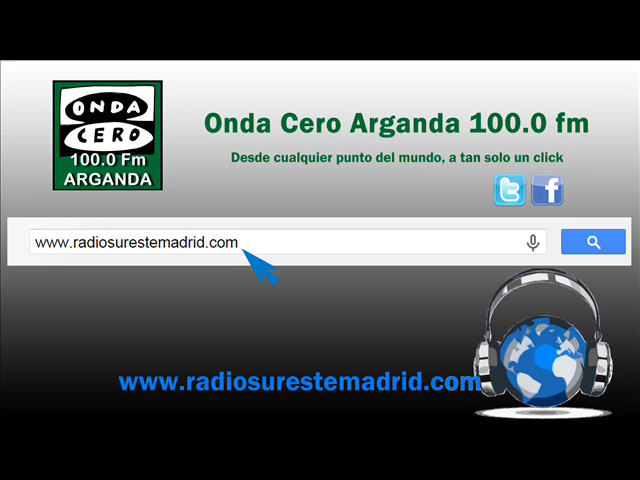 ONDA
CERO
100.0 Fm
ARGANDA
Onda Cero Arganda 100.0 fm
Desde cualquier punto del mundo, a tan solo un click
www.radiosurestemadrid.com
www.radiosurestemadrid.com